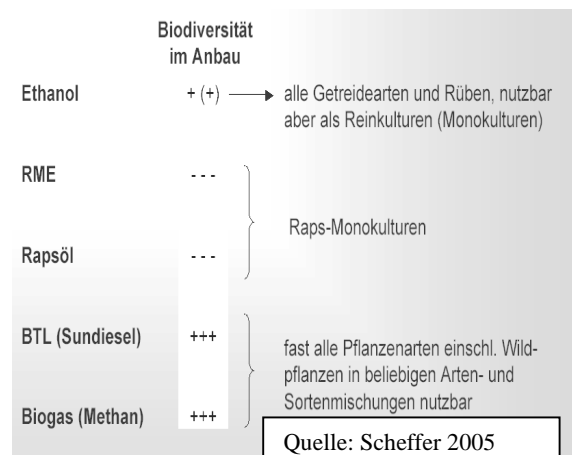 Biodiversität
im Anbau
Ethanol + (+) alle Getreidearten und Rüben, nutzbar
aber als Reinkulturen (Monokulturen)
RME - - -
Raps-Monokulturen
Rapsöl - - -
BTL (Sundiesel) +++
fast alle Pflanzenarten einschl. Wild-
pflanzen in beliebigen Arten- und
Sortenmischungen nutzbar
Biogas (Methan) +++
Quelle: Scheffer 2005